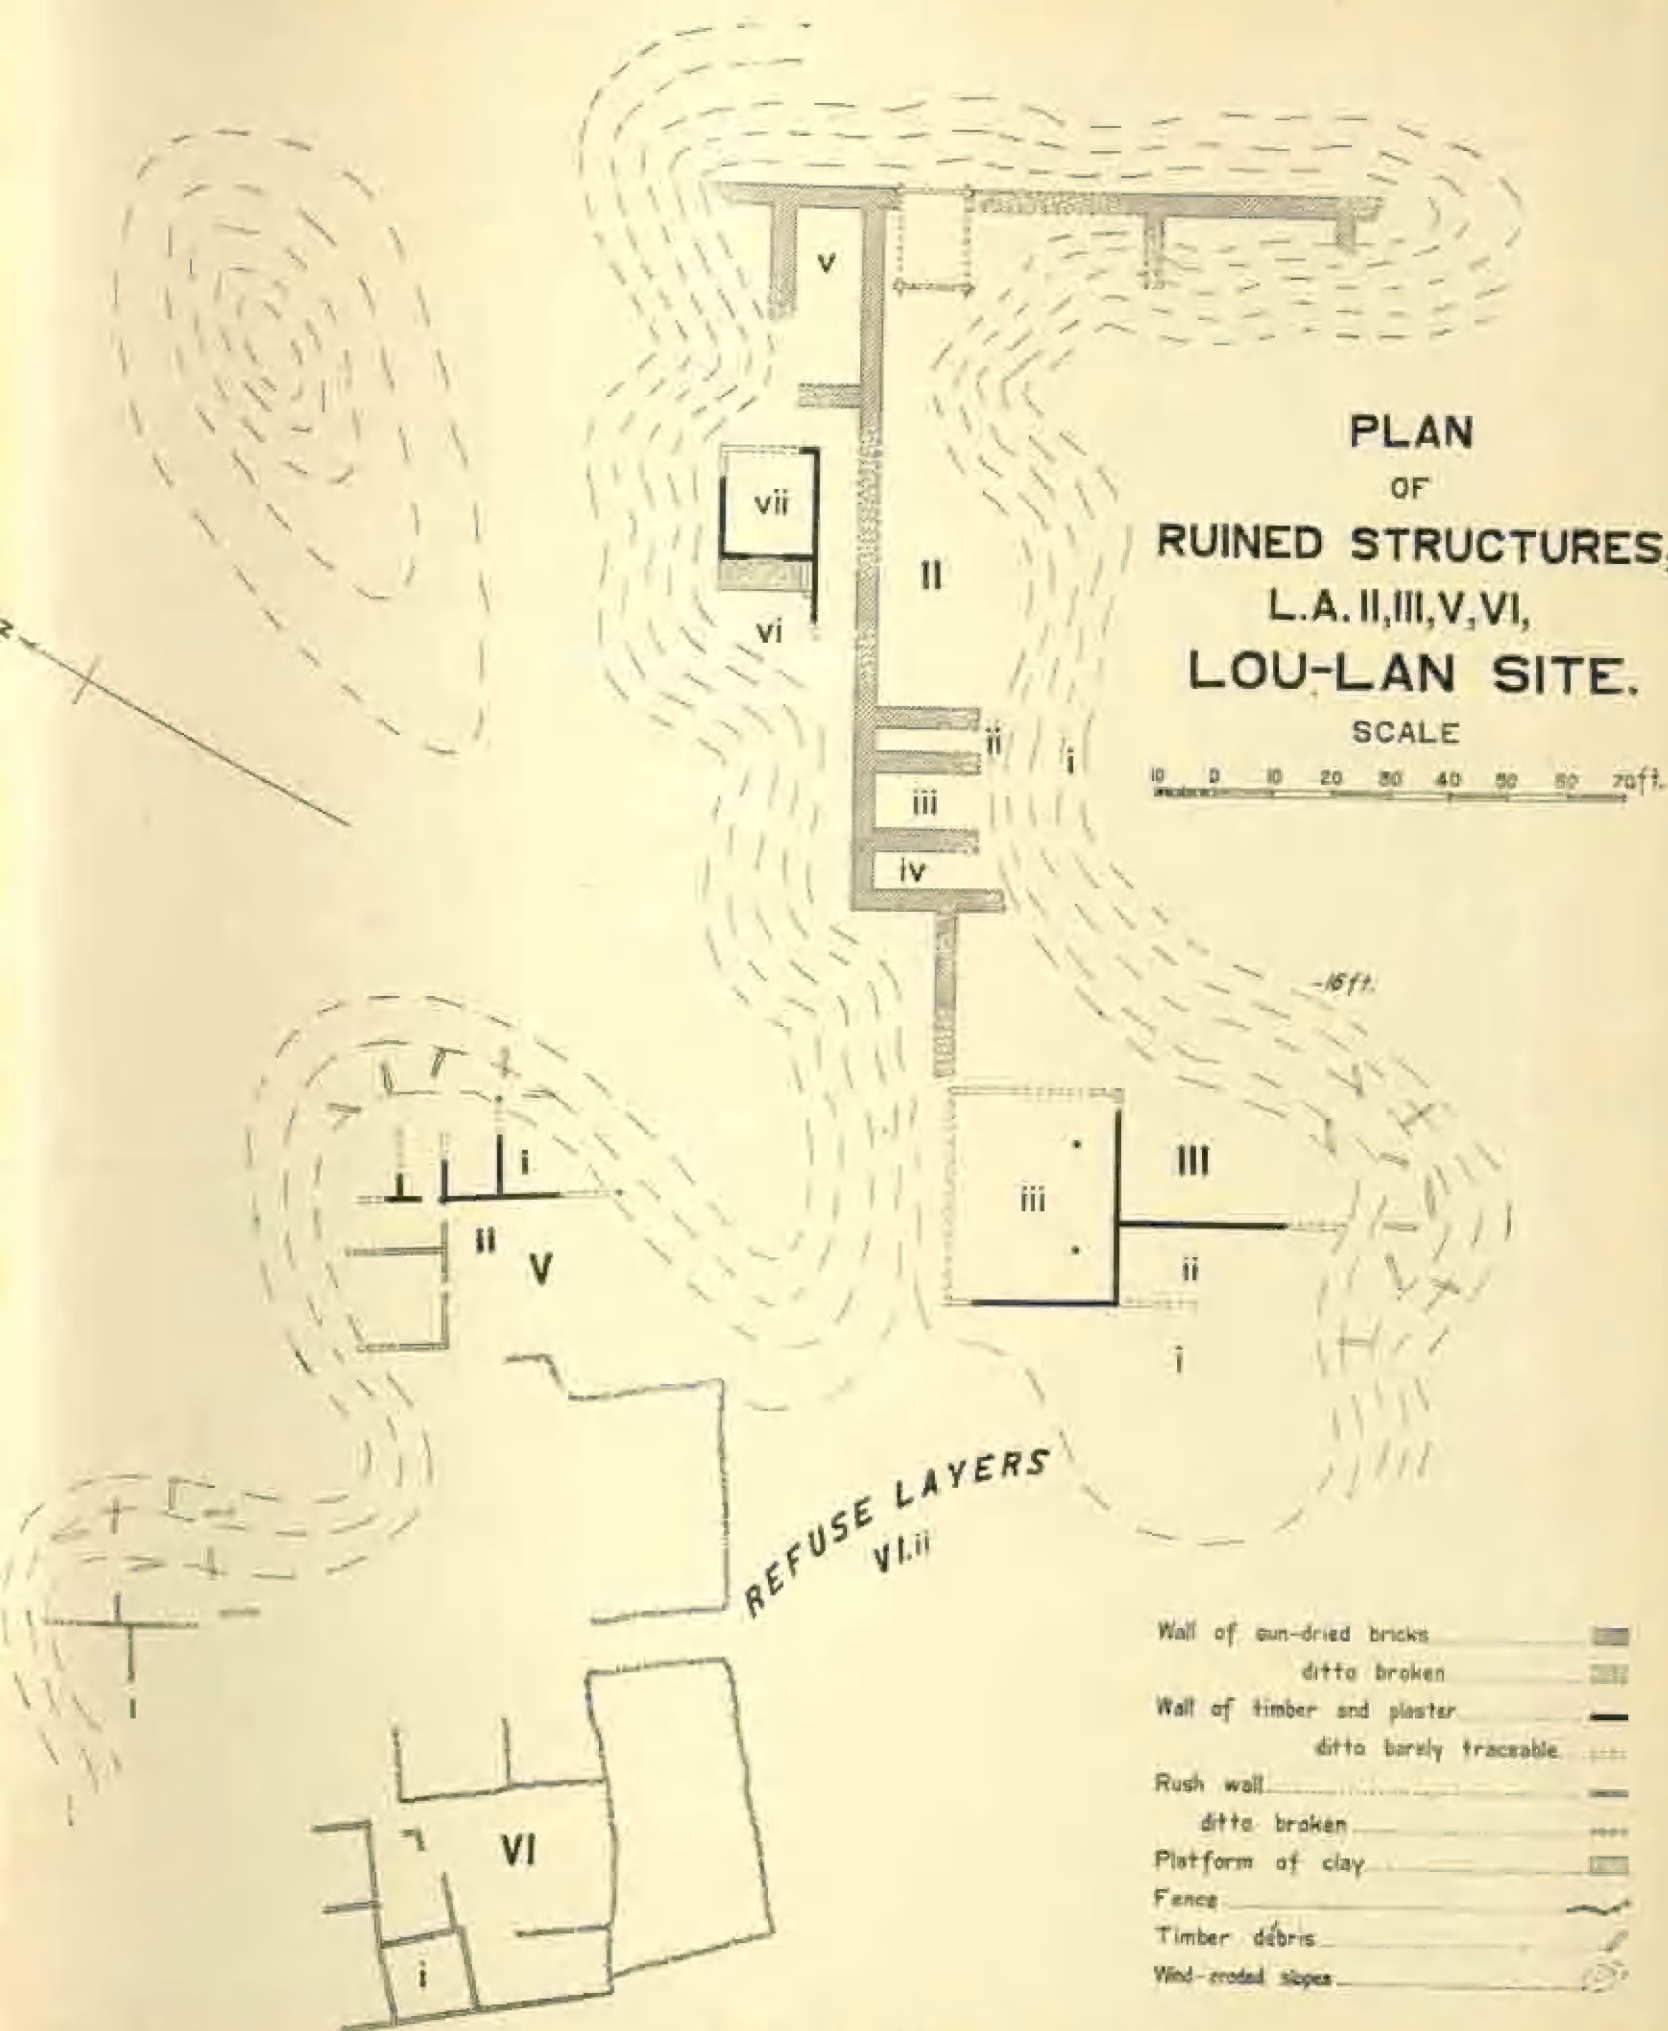 PLAN
OF
RUINED STRUCTURES,
L.A. II, III, V, VI,
LOU-LAN SITE.
SCALE
10 0 10 20 30 40 50 60 70 ft.
v
vii
II
vi
ii
i
iii
iv
-15 ft.
N
i
II
V
III
iii
ii
i
REFUSE LAYERS
VI.ii
VI
i
Wall of sun-dried bricks
ditto broken
Wall of timber and plaster
ditto barely traceable
Rush wall
ditto broken
Platform of clay
Fence
Timber débris
Wind-eroded slopes